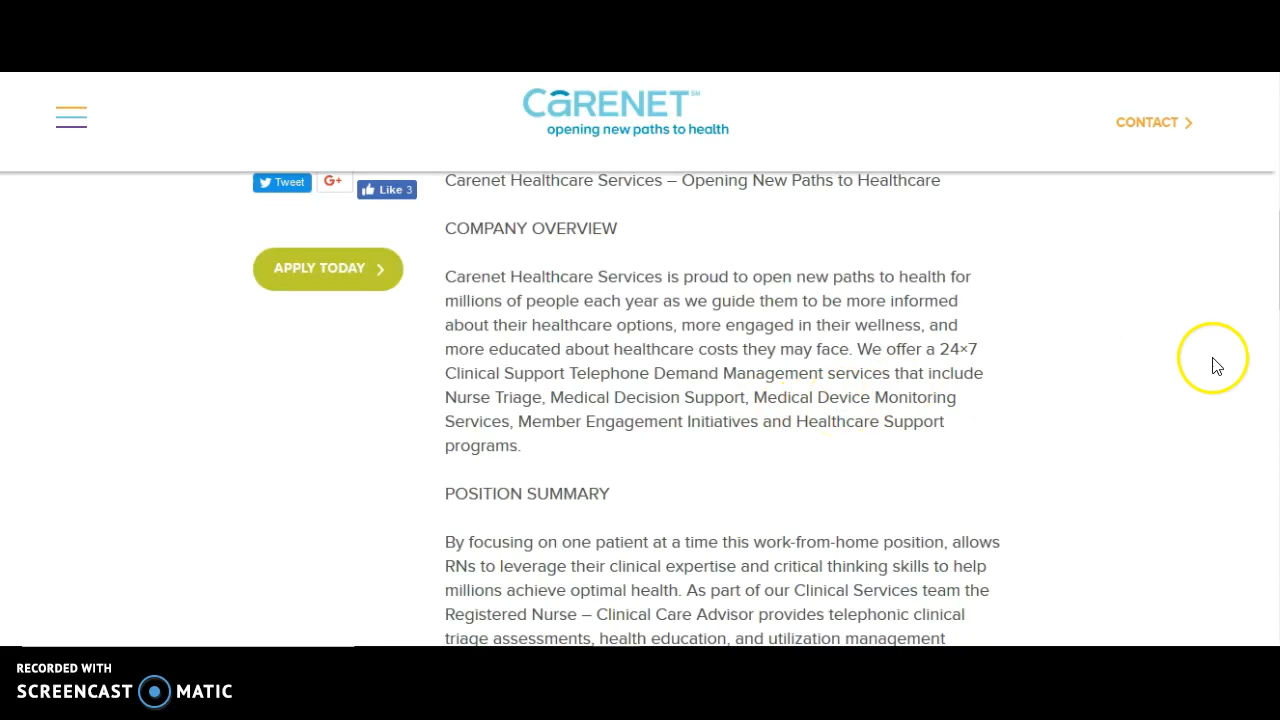 CaRENET SM
opening new paths to health
CONTACT
Tweet
G+
Like 3
APPLY TODAY
Carenet Healthcare Services – Opening New Paths to Healthcare
COMPANY OVERVIEW
Carenet Healthcare Services is proud to open new paths to health for
millions of people each year as we guide them to be more informed
about their healthcare options, more engaged in their wellness, and
more educated about healthcare costs they may face. We offer a 24×7
Clinical Support Telephone Demand Management services that include
Nurse Triage, Medical Decision Support, Medical Device Monitoring
Services, Member Engagement Initiatives and Healthcare Support
programs.
POSITION SUMMARY
By focusing on one patient at a time this work-from-home position, allows
RNs to leverage their clinical expertise and critical thinking skills to help
millions achieve optimal health. As part of our Clinical Services team the
Registered Nurse – Clinical Care Advisor provides telephonic clinical
triage assessments, health education, and utilization management
RECORDED WITH
SCREENCAST MATIC